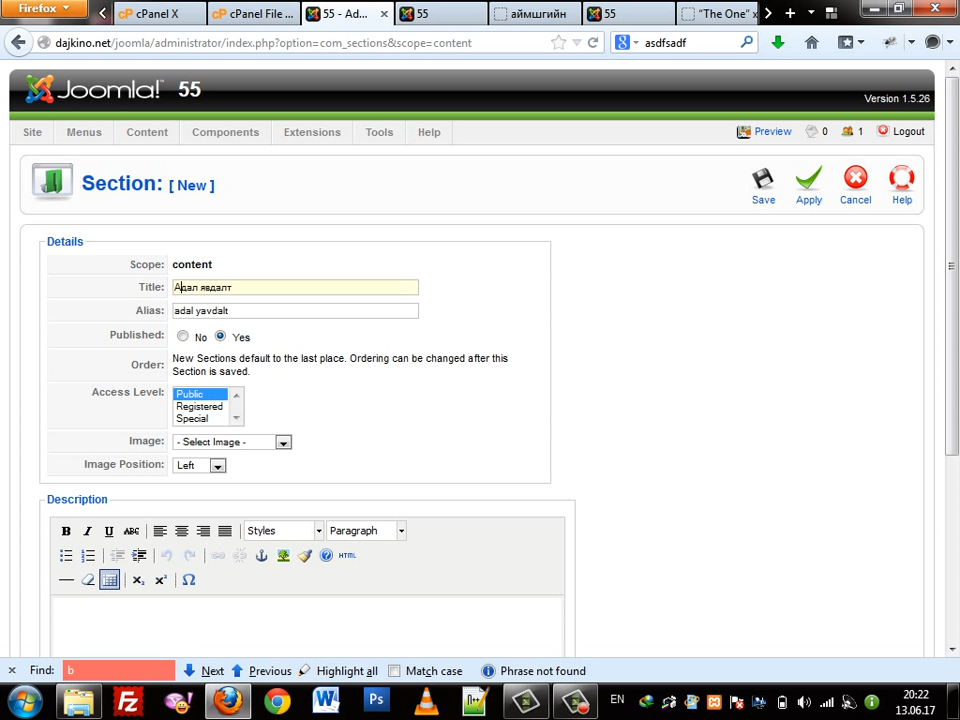 Firefox
cPanel X
cPanel File ...
55 - Ad...
55
аймшгийн
55
"The One" х
dajkino.net/joomla/administrator/index.php?option=com_sections&scope=content
asdfsadf
Joomla! 55
Version 1.5.26
Site Menus Content Components Extensions Tools Help
Preview 0 1 Logout
Section: [ New ]
Save Apply Cancel Help
Details
Scope: content
Title: Адал явдалт
Alias: adal yavdalt
Published: No Yes
Order: New Sections default to the last place. Ordering can be changed after this
Section is saved.
Access Level: Public
Registered
Special
Image: - Select Image -
Image Position: Left
Description
B I U ABC Styles Paragraph
HTML
Find: b Next Previous Highlight all Match case Phrase not found
EN
20:22
13.06.17